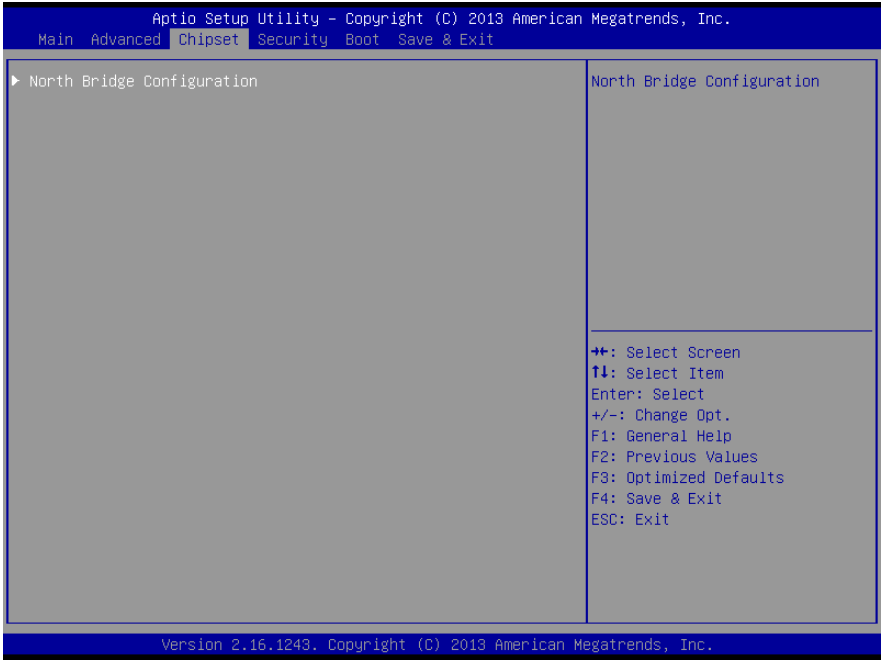 Aptio Setup Utility – Copyright (C) 2013 American Megatrends, Inc.
Main Advanced Chipset Security Boot Save & Exit
▶ North Bridge Configuration
North Bridge Configuration
→←: Select Screen
↑↓: Select Item
Enter: Select
+/-: Change Opt.
F1: General Help
F2: Previous Values
F3: Optimized Defaults
F4: Save & Exit
ESC: Exit
Version 2.16.1243. Copyright (C) 2013 American Megatrends, Inc.